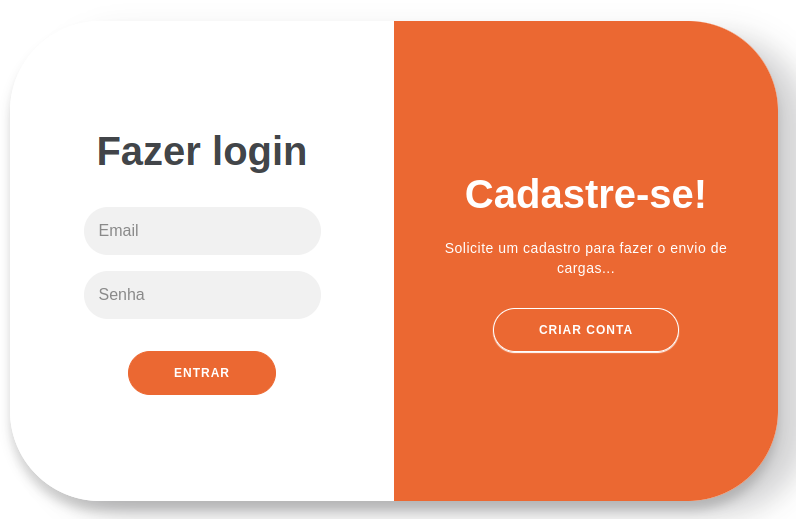 Fazer login
Email
Senha
ENTRAR
Cadastre-se!
Solicite um cadastro para fazer o envio de
cargas...
CRIAR CONTA